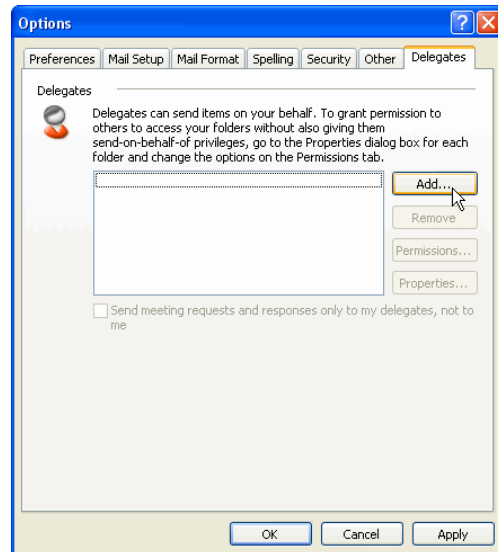 Options
Preferences Mail Setup Mail Format Spelling Security Other Delegates
Delegates
Delegates can send items on your behalf. To grant permission to
others to access your folders without also giving them
send-on-behalf-of privileges, go to the Properties dialog box for each
folder and change the options on the Permissions tab.
Add...
Remove
Permissions...
Properties...
Send meeting requests and responses only to my delegates, not to
me
OK Cancel Apply